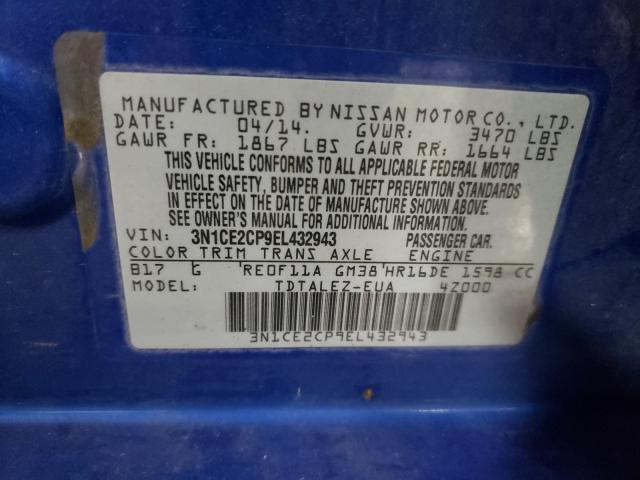 MANUFACTURED BY NISSAN MOTOR CO., LTD.
DATE: 04/14. GVWR: 3470 LBS
GAWR FR: 1867 LBS GAWR RR: 1664 LBS
THIS VEHICLE CONFORMS TO ALL APPLICABLE FEDERAL MOTOR
VEHICLE SAFETY, BUMPER AND THEFT PREVENTION STANDARDS
IN EFFECT ON THE DATE OF MANUFACTURE SHOWN ABOVE.
SEE OWNER'S MANUAL FOR ADDITIONAL INFORMATION.
VIN: 3N1CE2CP9EL432943 PASSENGER CAR.
COLOR TRIM TRANS AXLE ENGINE
B17 G RE0F11A GM38 HR16DE 1598 CC
MODEL: TDTALEZ-EUA 4Z000
3N1CE2CP9EL432943